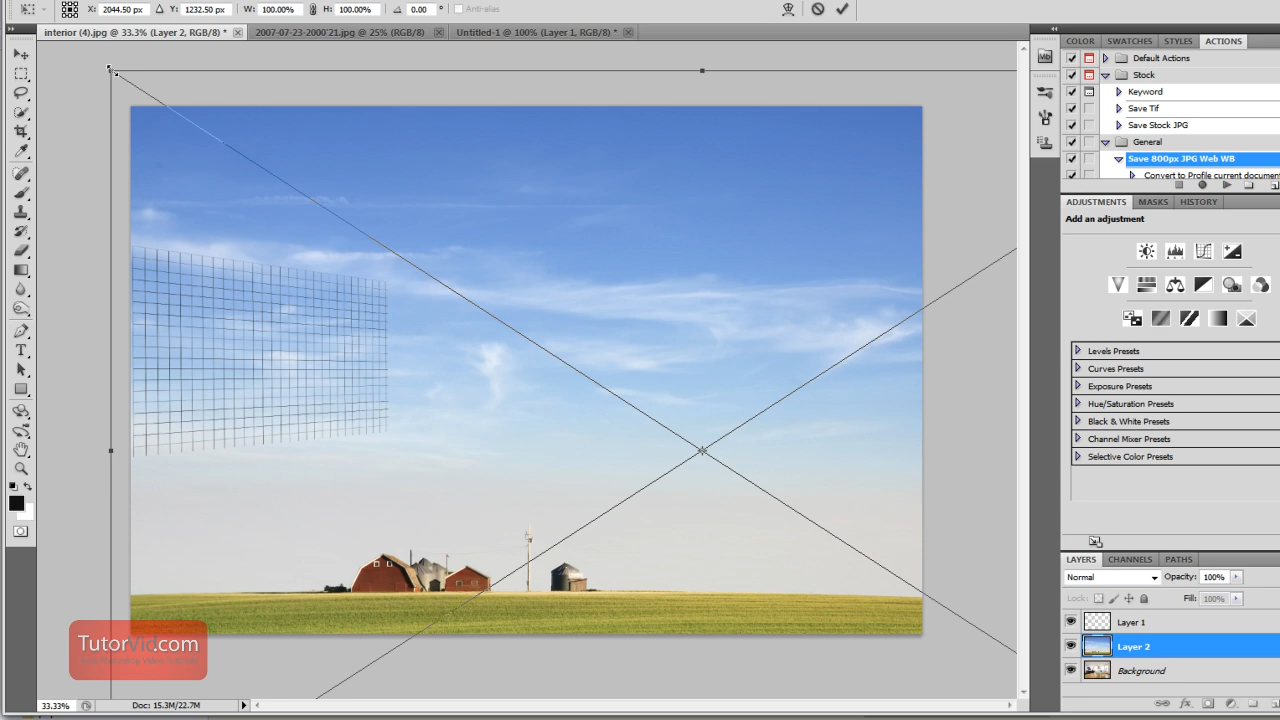 X: 2044.50 px Y: 1232.50 px W: 100.00% H: 100.00% 0.00 ° Anti-alias
interior (4).jpg @ 33.3% (Layer 2, RGB/8) * 2007-07-23-2000'21.jpg @ 25% (RGB/8) Untitled-1 @ 100% (Layer 1, RGB/8) *
COLOR SWATCHES STYLES ACTIONS
Default Actions
Stock
Keyword
Save Tif
Save Stock JPG
General
Save 800px JPG Web WB
Convert to Profile current document
ADJUSTMENTS MASKS HISTORY
Add an adjustment
Levels Presets
Curves Presets
Exposure Presets
Hue/Saturation Presets
Black & White Presets
Channel Mixer Presets
Selective Color Presets
LAYERS CHANNELS PATHS
Normal Opacity: 100%
Lock: Fill: 100%
Layer 1
Layer 2
Background
TutorVid.com
33.33% Doc: 15.3M/22.7M
Mb
T
fx